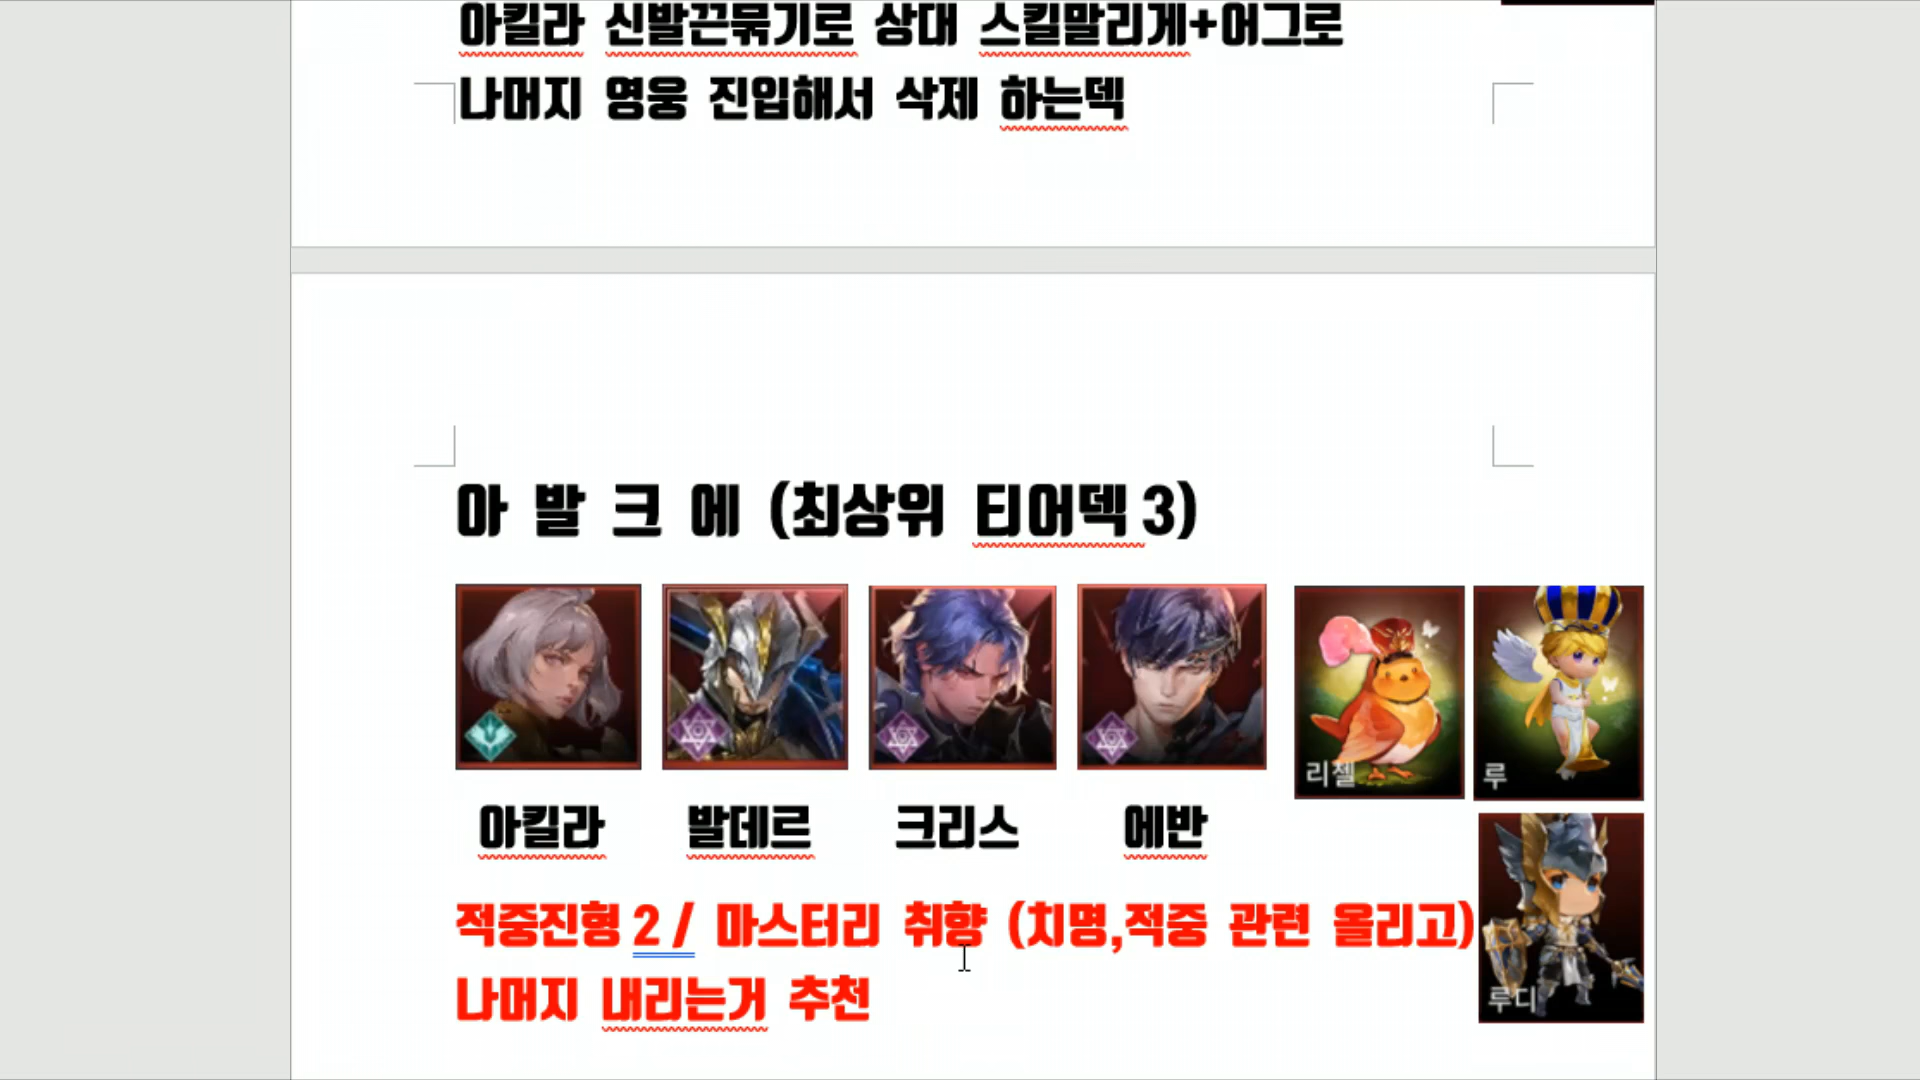 아킬라 신발끈묶기로 상대 스킬말리게+어그로
나머지 영웅 진입해서 삭제 하는덱
아 발 크 에 (최상위 티어덱 3)
리젤
루
아킬라 발데르 크리스 에반
적중진형 2 / 마스터리 취향 (치명,적중 관련 올리고)
나머지 내리는거 추천
루디